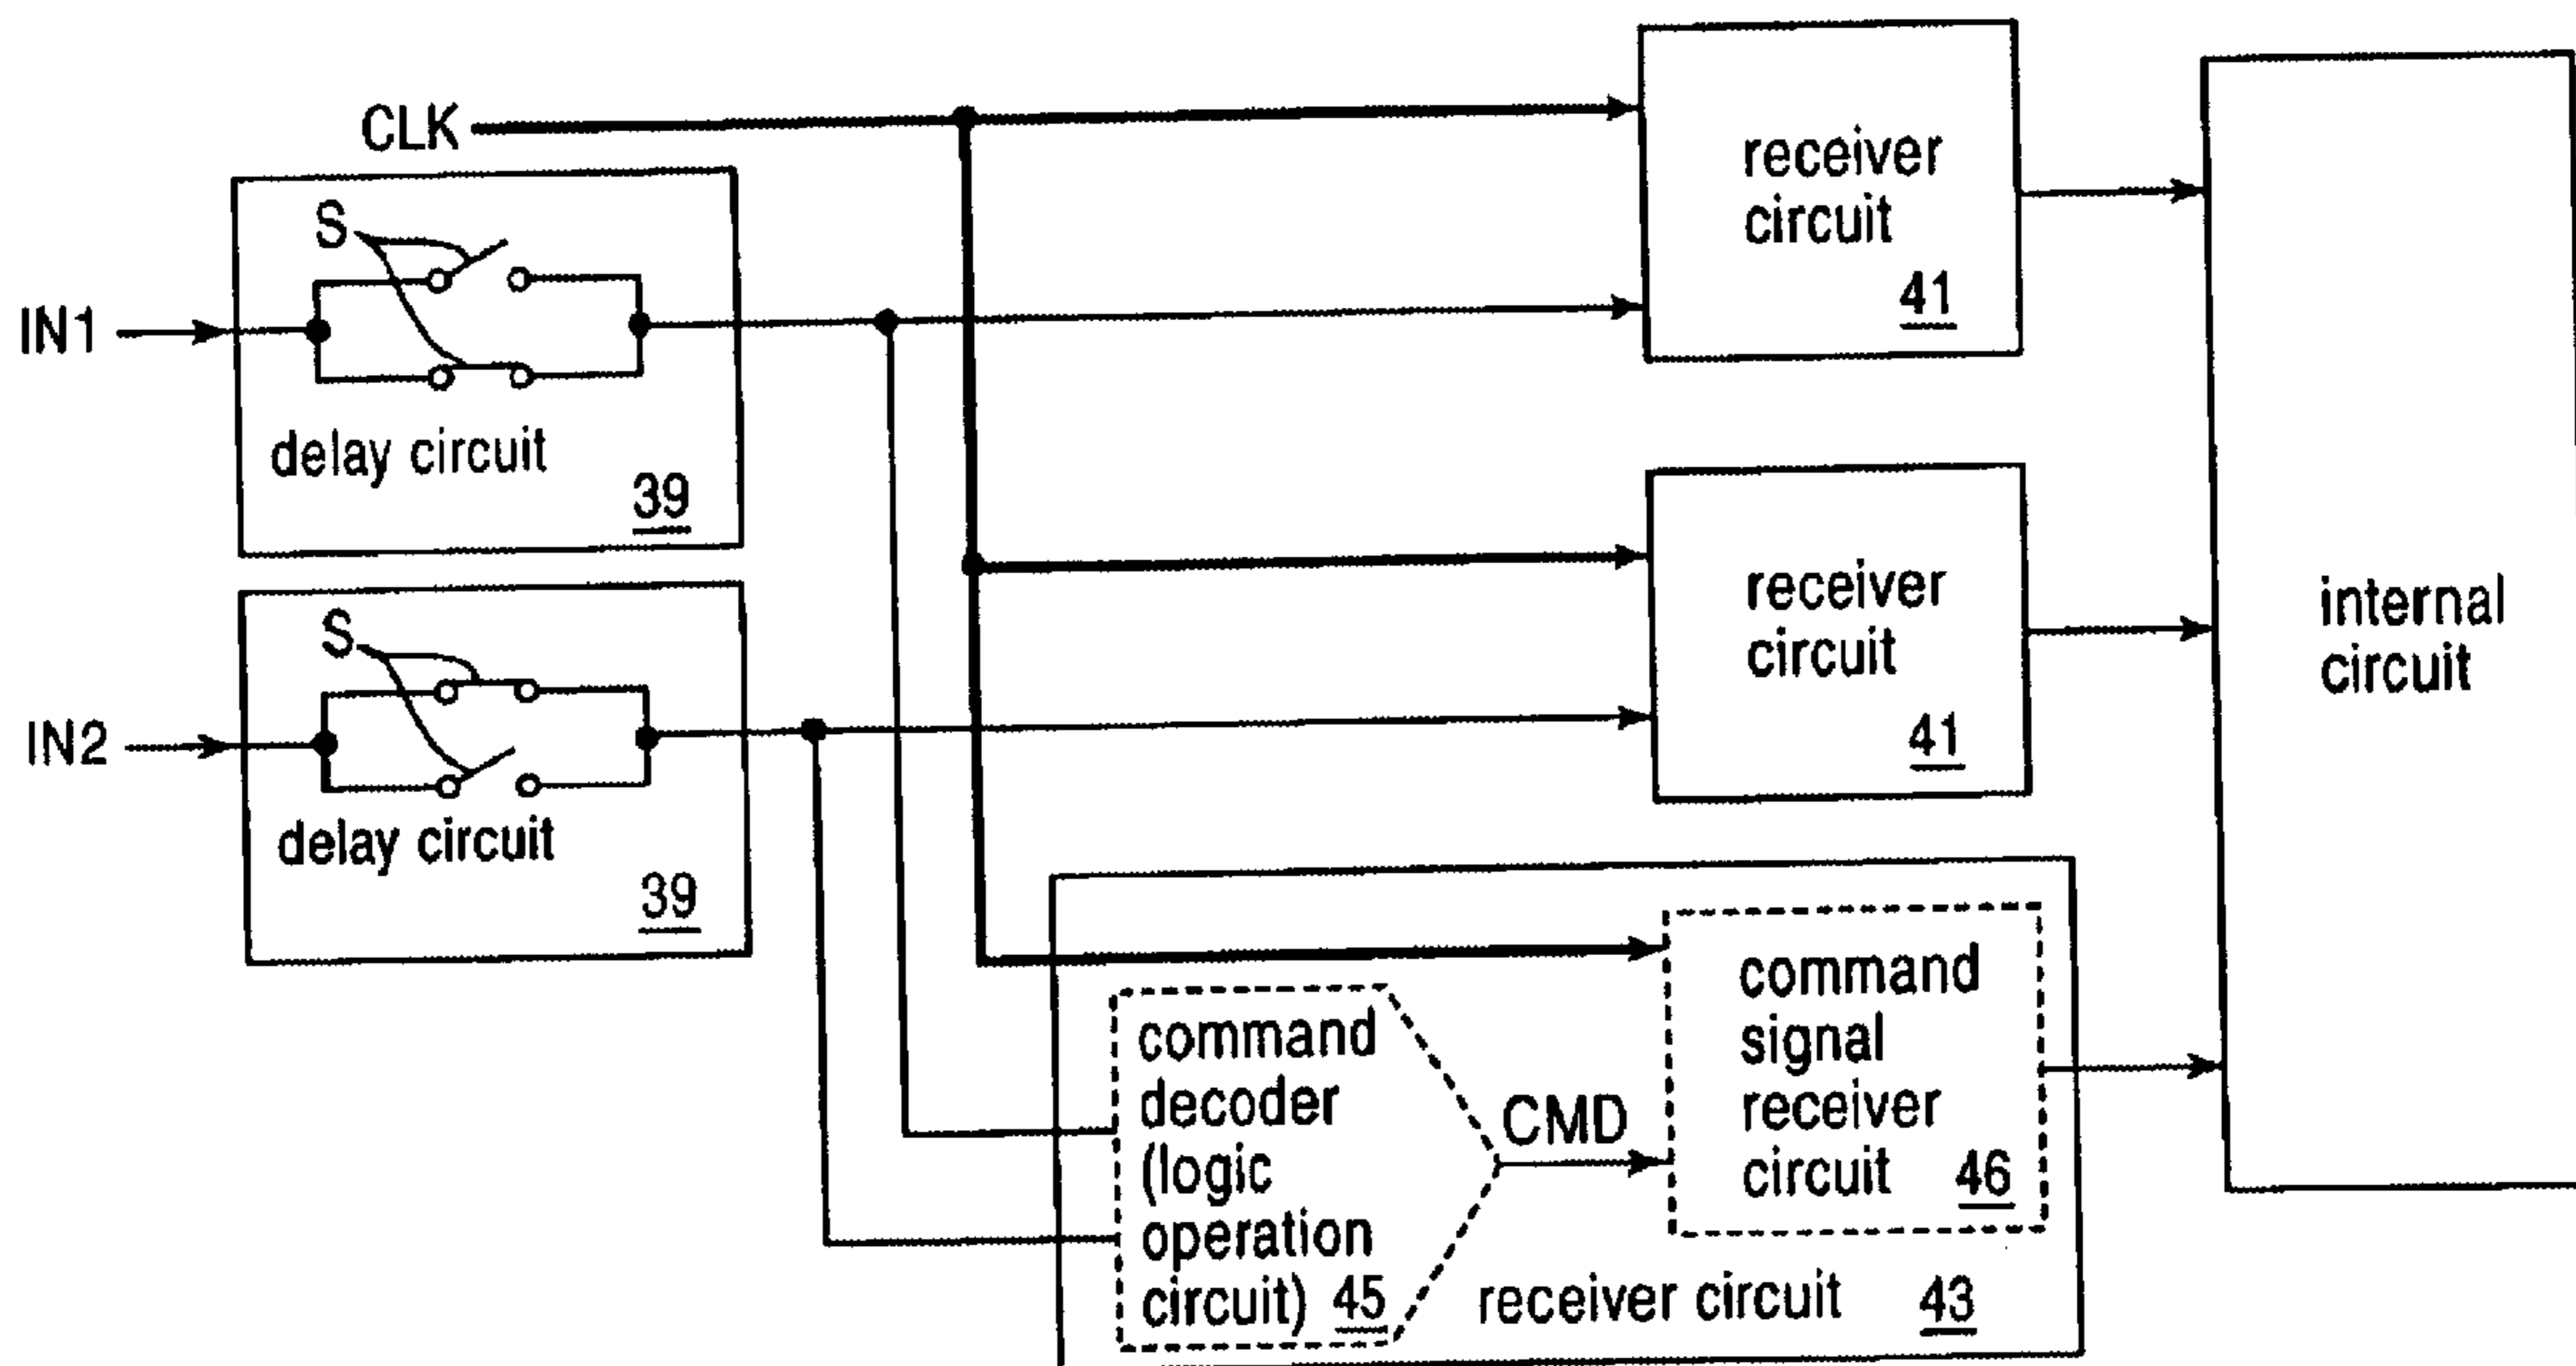 CLK
receiver
circuit
41
S
IN1
delay circuit
39
receiver
circuit
41
internal
circuit
S
IN2
delay circuit
39
command
signal
receiver
circuit 46
command
decoder
(logic
operation
circuit) 45
CMD
receiver circuit 43